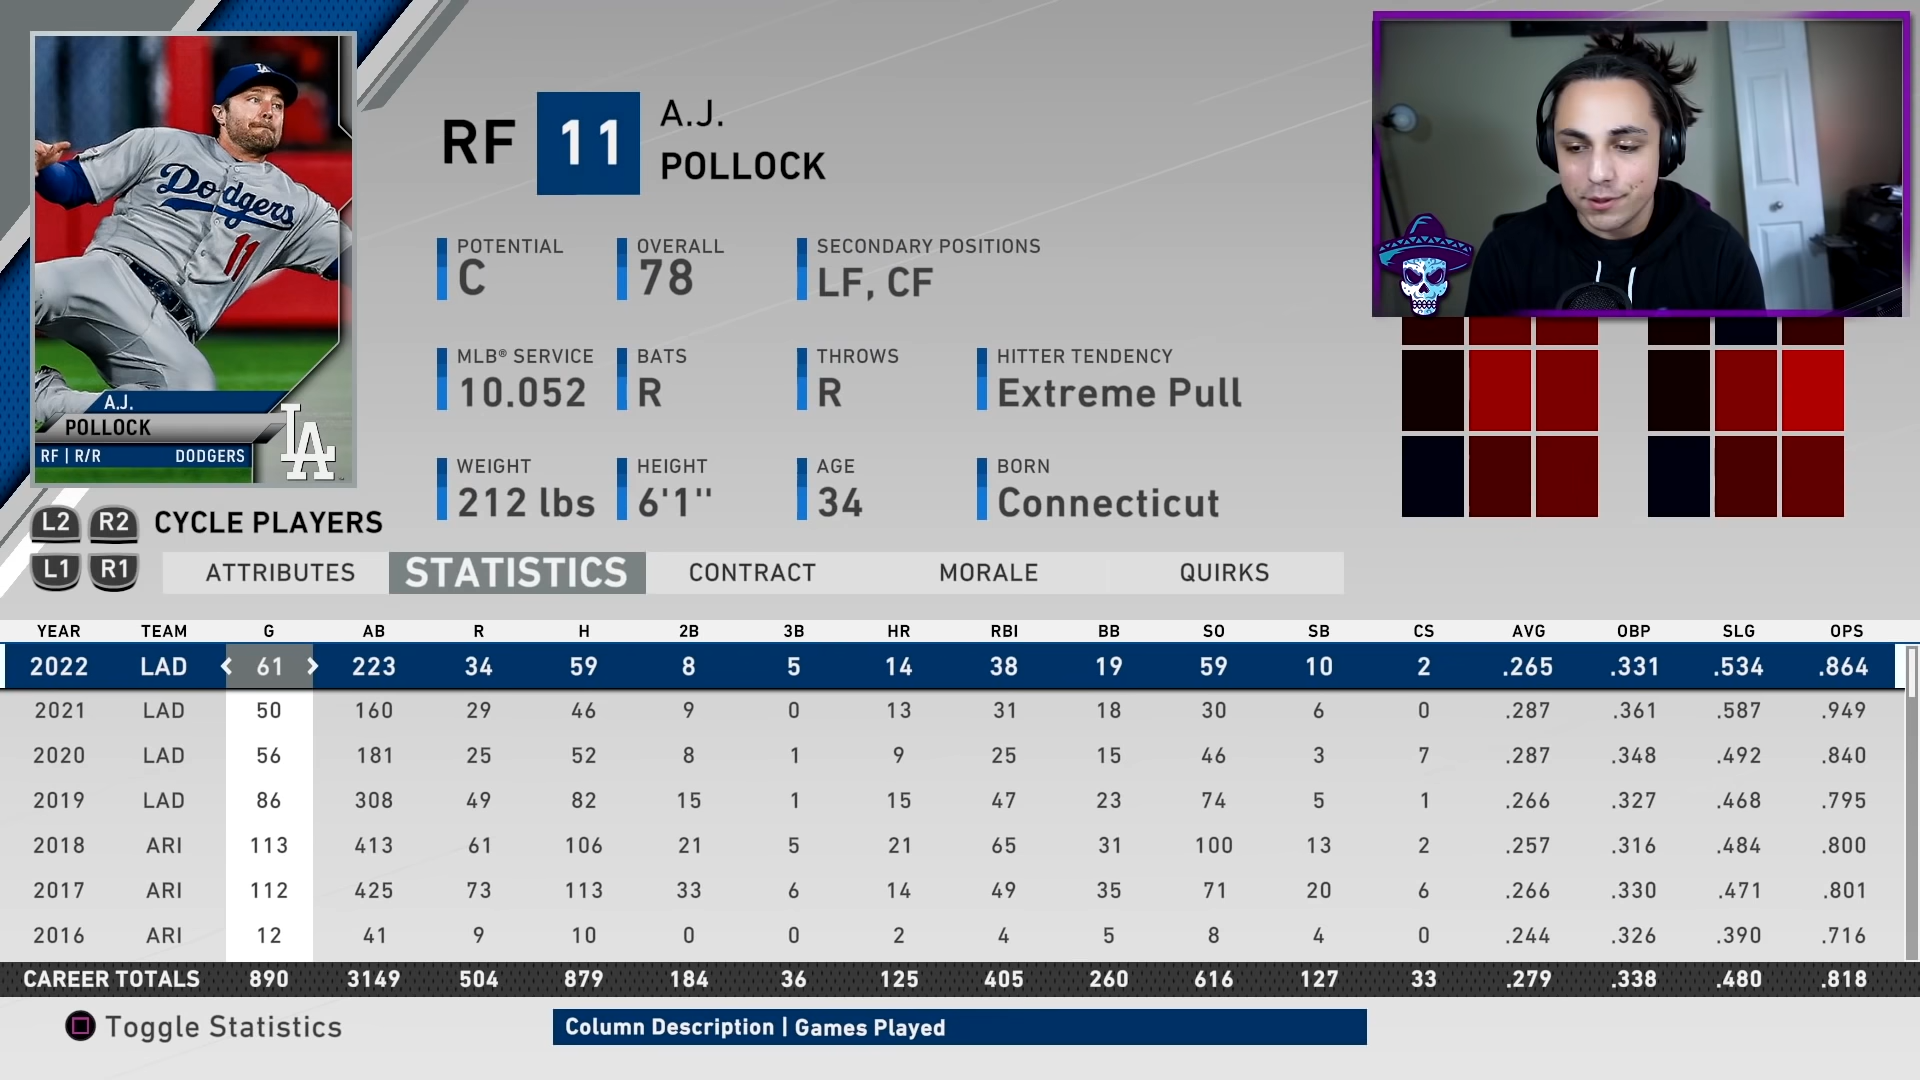 A.J.
POLLOCK
RF | R/R DODGERS
LA
Dodgers
11
RF 11 A.J.
POLLOCK
POTENTIAL OVERALL SECONDARY POSITIONS
C 78 LF, CF
MLB® SERVICE BATS THROWS HITTER TENDENCY
10.052 R R Extreme Pull
WEIGHT HEIGHT AGE BORN
212 lbs 6'1'' 34 Connecticut
L2 R2 CYCLE PLAYERS
L1 R1 ATTRIBUTES STATISTICS CONTRACT MORALE QUIRKS
YEAR TEAM G AB R H 2B 3B HR RBI BB SO SB CS AVG OBP SLG OPS
2022 LAD < 61 > 223 34 59 8 5 14 38 19 59 10 2 .265 .331 .534 .864
2021 LAD 50 160 29 46 9 0 13 31 18 30 6 0 .287 .361 .587 .949
2020 LAD 56 181 25 52 8 1 9 25 15 46 3 7 .287 .348 .492 .840
2019 LAD 86 308 49 82 15 1 15 47 23 74 5 1 .266 .327 .468 .795
2018 ARI 113 413 61 106 21 5 21 65 31 100 13 2 .257 .316 .484 .800
2017 ARI 112 425 73 113 33 6 14 49 35 71 20 6 .266 .330 .471 .801
2016 ARI 12 41 9 10 0 0 2 4 5 8 4 0 .244 .326 .390 .716
CAREER TOTALS 890 3149 504 879 184 36 125 405 260 616 127 33 .279 .338 .480 .818
Toggle Statistics
Column Description | Games Played